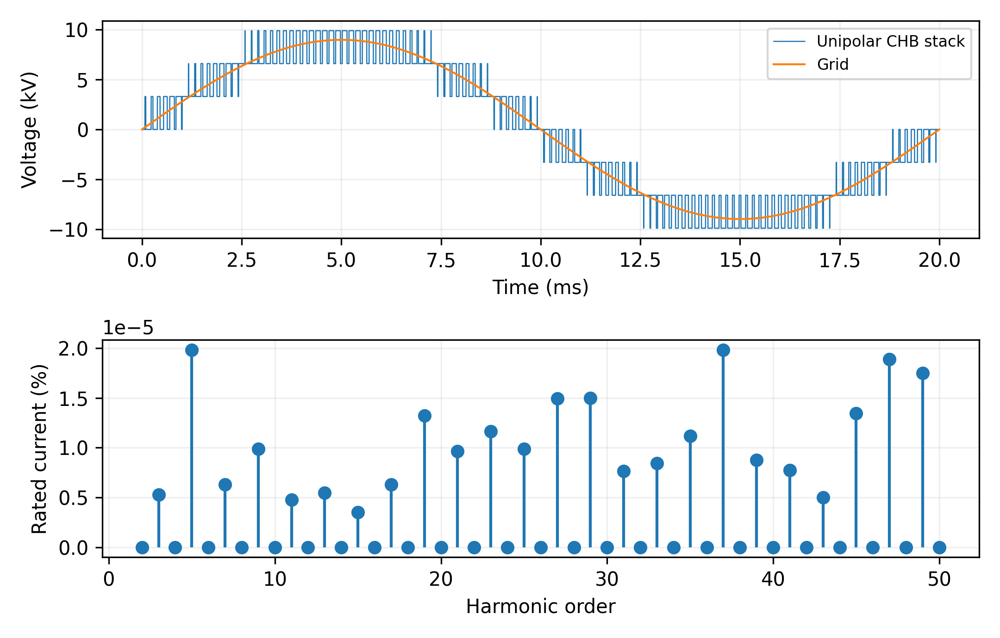 10
5
0
−5
−10
Voltage (kV)
Unipolar CHB stack
Grid
0.0 2.5 5.0 7.5 10.0 12.5 15.0 17.5 20.0
Time (ms)
1e−5
2.0
1.5
1.0
0.5
0.0
Rated current (%)
0 10 20 30 40 50
Harmonic order